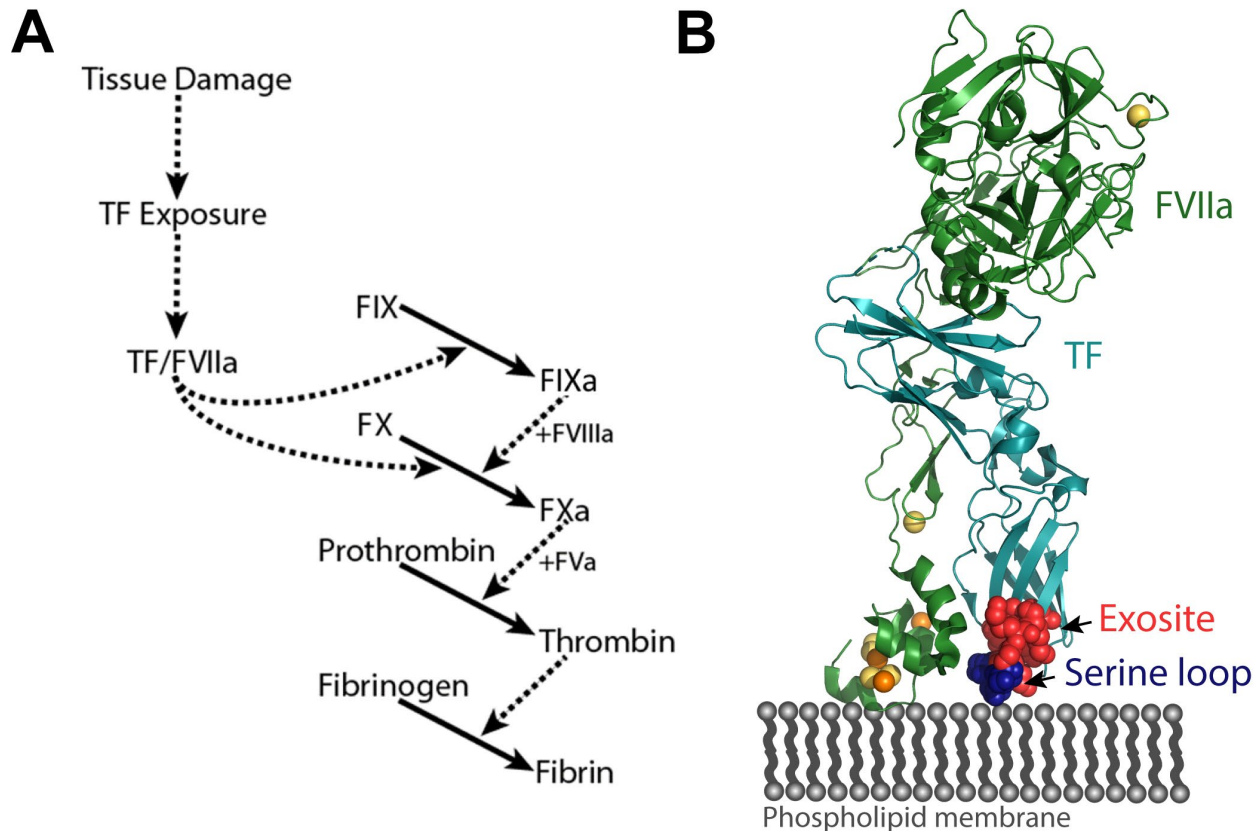 A
Tissue Damage
TF Exposure
TF/FVIIa
FIX
FIXa
+FVIIIa
FX
FXa
+FVa
Prothrombin
Thrombin
Fibrinogen
Fibrin
B
FVIIa
TF
Exosite
Serine loop
Phospholipid membrane